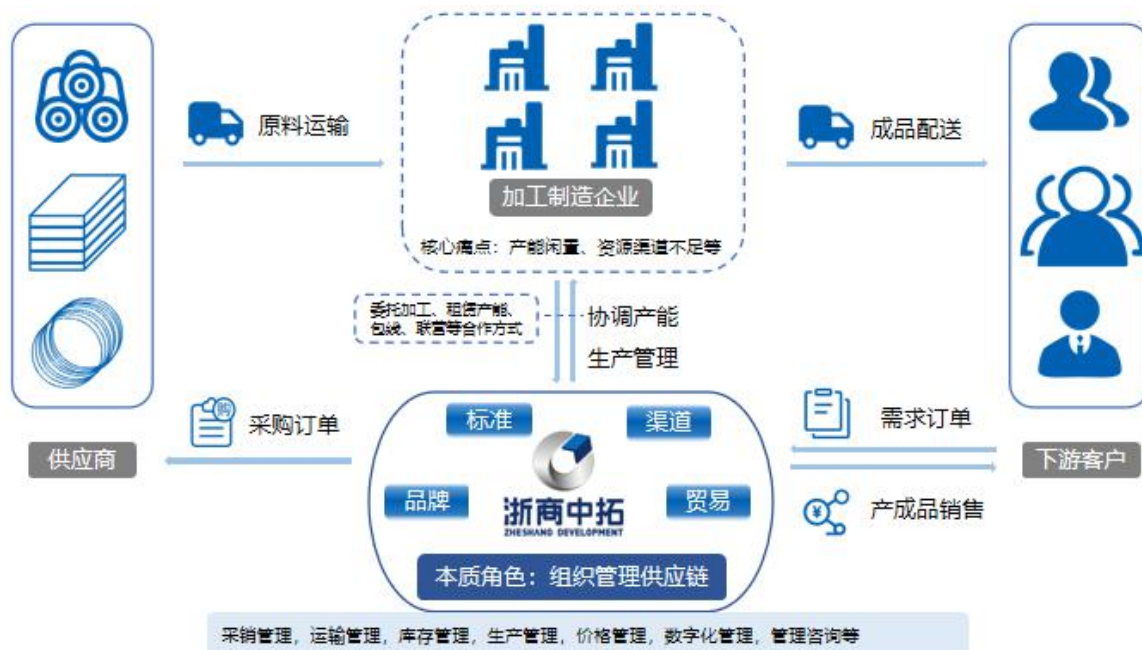 原料运输
成品配送
加工制造企业
核心痛点：产能闲置、资源渠道不足等
委托加工、租赁产能、
包线、联营等合作方式
协调产能
生产管理
购
采购订单
供应商
标准
渠道
品牌
贸易
浙商中拓
ZHESHANG DEVELOPMENT
本质角色：组织管理供应链
需求订单
下游客户
¥
产成品销售
采销管理，运输管理，库存管理，生产管理，价格管理，数字化管理，管理咨询等